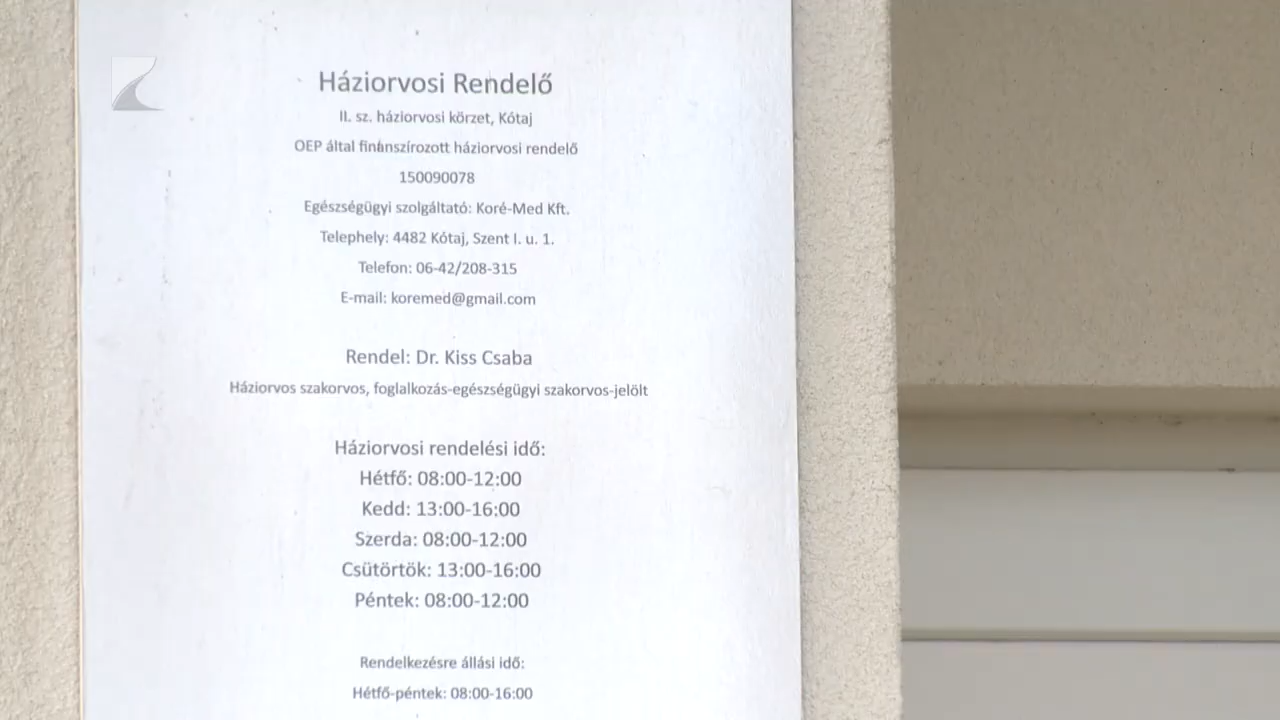 Háziorvosi Rendelő
II. sz. háziorvosi körzet, Kótaj
OEP által finanszírozott háziorvosi rendelő
150090078
Egészségügyi szolgáltató: Koré-Med Kft.
Telephely: 4482 Kótaj, Szent I. u. 1.
Telefon: 06-42/208-315
E-mail: koremed@gmail.com
Rendel: Dr. Kiss Csaba
Háziorvos szakorvos, foglalkozás-egészségügyi szakorvos-jelölt
Háziorvosi rendelési idő:
Hétfő: 08:00-12:00
Kedd: 13:00-16:00
Szerda: 08:00-12:00
Csütörtök: 13:00-16:00
Péntek: 08:00-12:00
Rendelkezésre állási idő:
Hétfő-péntek: 08:00-16:00